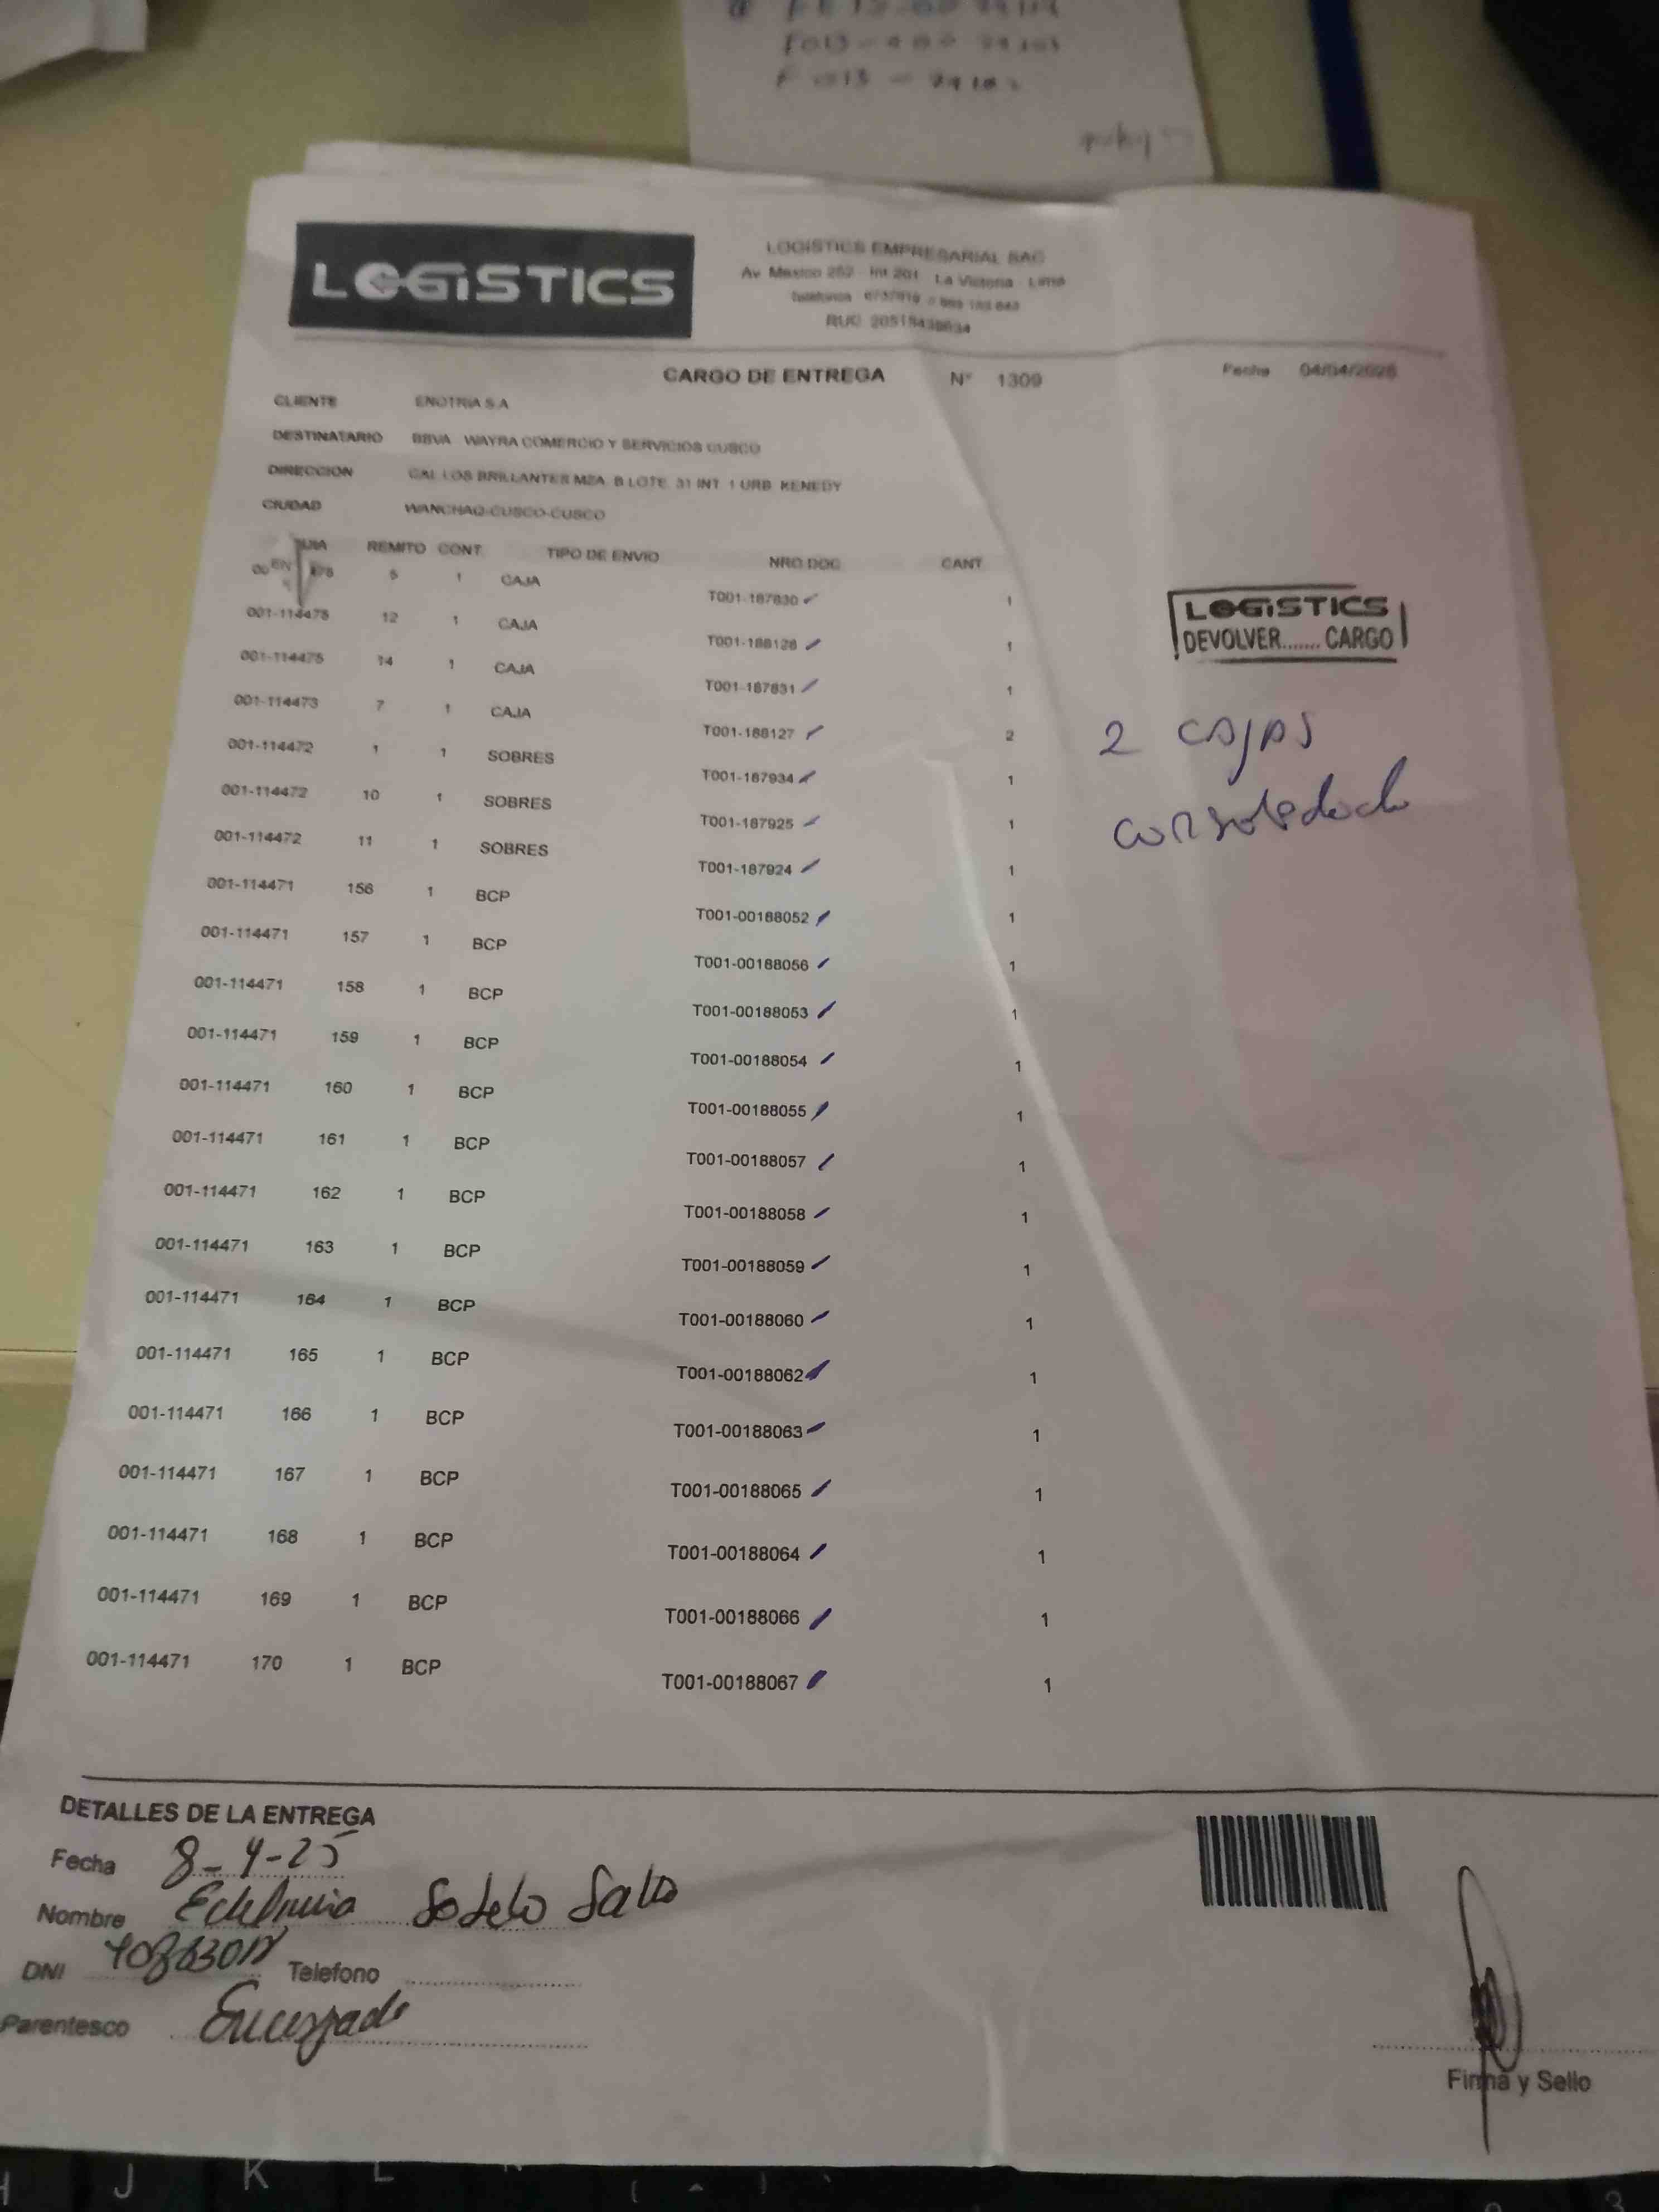 LOGISTICS
LOGISTICS EMPRESARIAL SAC
Av. Mexico 252 - Int 201 La Victoria - Lima
RUC
CARGO DE ENTREGA N° 1309 Fecha
CLIENTE ENOTRIA S.A
DESTINATARIO BBVA WAYRA COMERCIO Y SERVICIOS CUSCO
DIRECCION CAL LOS BRILLANTES MZA. B LOTE. 31 INT. 1 URB. KENEDY
CIUDAD WANCHAQ-CUSCO-CUSCO
REMITO CONT TIPO DE ENVIO NRO DOC CANT
5 1 CAJA T001-187830 1
001-114475 12 1 CAJA T001-188128 1
001-114475 14 1 CAJA T001-187831 1
001-114473 7 1 CAJA T001-188127 2
001-114472 1 1 SOBRES T001-187934 1
001-114472 10 1 SOBRES T001-187925 1
001-114472 11 1 SOBRES T001-187924 1
001-114471 156 1 BCP T001-00188052 1
001-114471 157 1 BCP T001-00188056 1
001-114471 158 1 BCP T001-00188053 1
001-114471 159 1 BCP T001-00188054 1
001-114471 160 1 BCP T001-00188055 1
001-114471 161 1 BCP T001-00188057 1
001-114471 162 1 BCP T001-00188058 1
001-114471 163 1 BCP T001-00188059 1
001-114471 164 1 BCP T001-00188060 1
001-114471 165 1 BCP T001-00188062 1
001-114471 166 1 BCP T001-00188063 1
001-114471 167 1 BCP T001-00188065 1
001-114471 168 1 BCP T001-00188064 1
001-114471 169 1 BCP T001-00188066 1
001-114471 170 1 BCP T001-00188067 1
LOGISTICS
DEVOLVER....... CARGO
2 cajas
DETALLES DE LA ENTREGA
Fecha 8-4-25
Nombre Sotelo
DNI Telefono
Parentesco Encargado
Firma y Sello
J K L